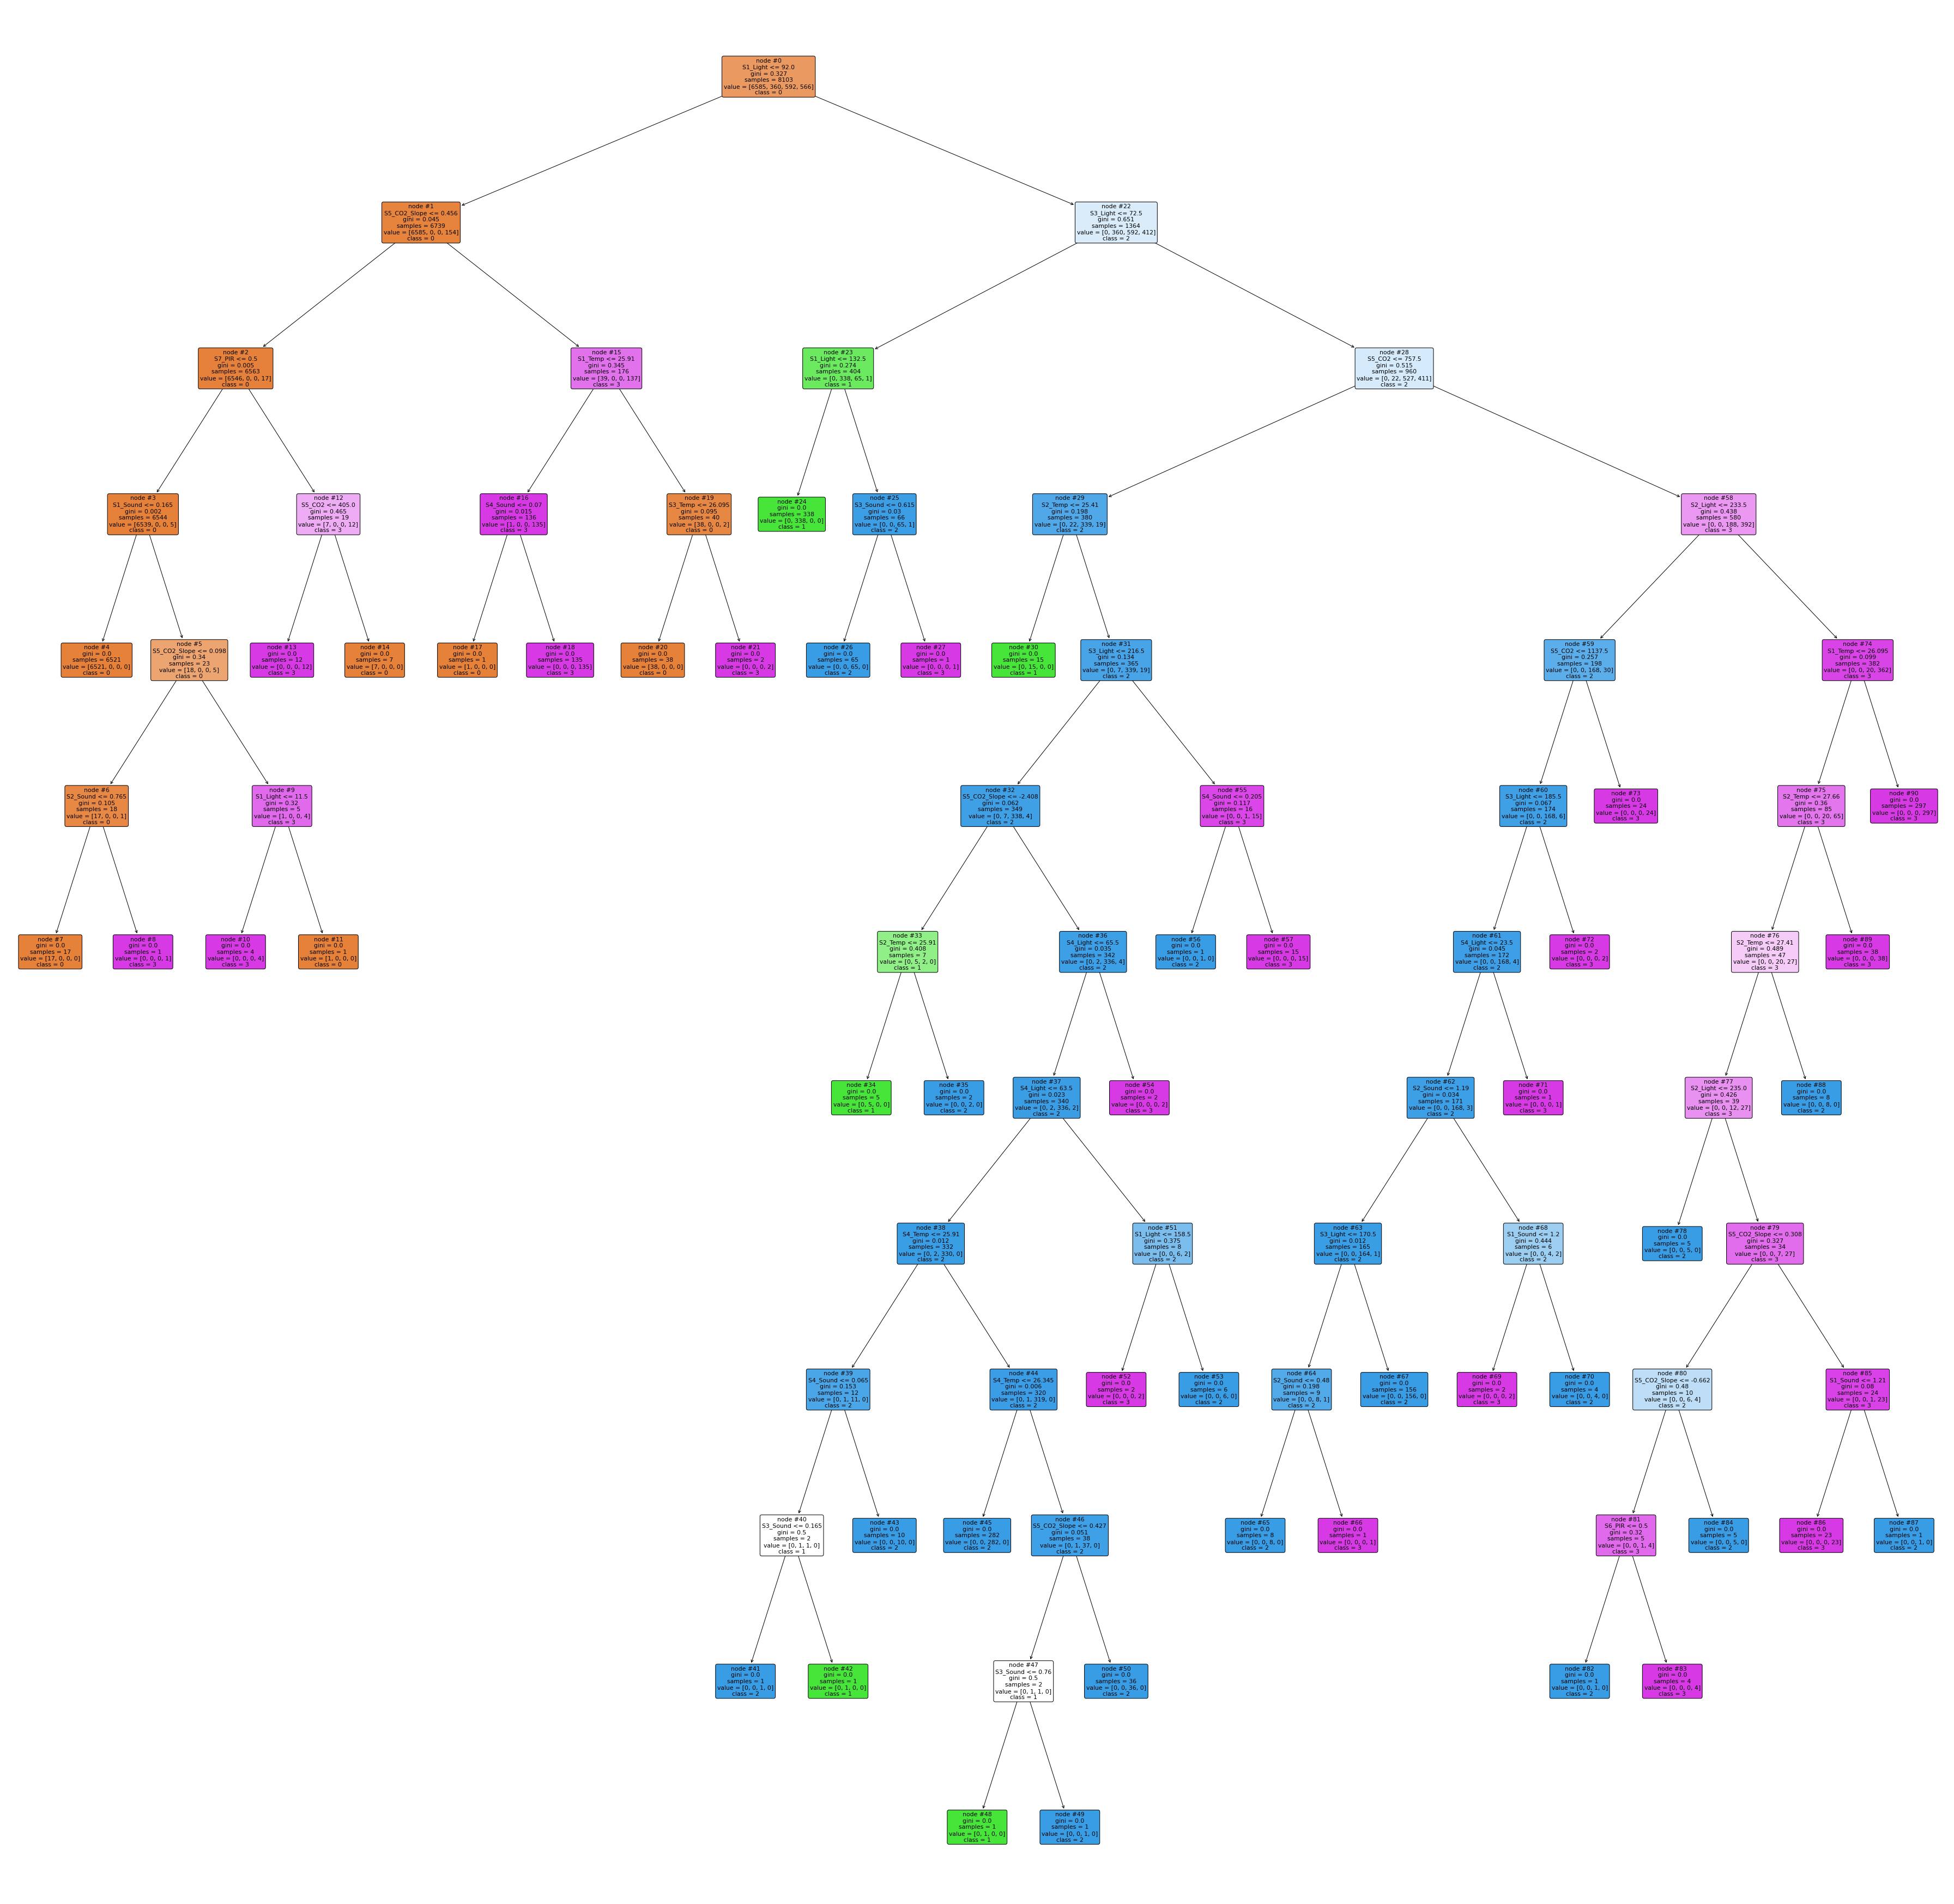 node #0
S1_Light <= 92.0
gini = 0.327
samples = 8103
value = [6585, 360, 592, 566]
class = 0
node #1
S5_CO2_Slope <= 0.456
gini = 0.045
samples = 6739
value = [6585, 0, 0, 154]
class = 0
node #22
S3_Light <= 72.5
gini = 0.651
samples = 1364
value = [0, 360, 592, 412]
class = 2
node #2
S7_PIR <= 0.5
gini = 0.005
samples = 6563
value = [6546, 0, 0, 17]
class = 0
node #15
S1_Temp <= 25.91
gini = 0.345
samples = 176
value = [39, 0, 0, 137]
class = 3
node #23
S1_Light <= 132.5
gini = 0.274
samples = 404
value = [0, 338, 65, 1]
class = 1
node #28
S5_CO2 <= 757.5
gini = 0.515
samples = 960
value = [0, 22, 527, 411]
class = 2
node #3
S1_Sound <= 0.165
gini = 0.002
samples = 6544
value = [6539, 0, 0, 5]
class = 0
node #12
S5_CO2 <= 405.0
gini = 0.465
samples = 19
value = [7, 0, 0, 12]
class = 3
node #16
S4_Sound <= 0.07
gini = 0.015
samples = 136
value = [1, 0, 0, 135]
class = 3
node #19
S3_Temp <= 26.095
gini = 0.095
samples = 40
value = [38, 0, 0, 2]
class = 0
node #24
gini = 0.0
samples = 338
value = [0, 338, 0, 0]
class = 1
node #25
S3_Sound <= 0.615
gini = 0.03
samples = 66
value = [0, 0, 65, 1]
class = 2
node #29
S2_Temp <= 25.41
gini = 0.198
samples = 380
value = [0, 22, 339, 19]
class = 2
node #58
S2_Light <= 233.5
gini = 0.438
samples = 580
value = [0, 0, 188, 392]
class = 3
node #4
gini = 0.0
samples = 6521
value = [6521, 0, 0, 0]
class = 0
node #5
S5_CO2_Slope <= 0.098
gini = 0.34
samples = 23
value = [18, 0, 0, 5]
class = 0
node #13
gini = 0.0
samples = 12
value = [0, 0, 0, 12]
class = 3
node #14
gini = 0.0
samples = 7
value = [7, 0, 0, 0]
class = 0
node #17
gini = 0.0
samples = 1
value = [1, 0, 0, 0]
class = 0
node #18
gini = 0.0
samples = 135
value = [0, 0, 0, 135]
class = 3
node #20
gini = 0.0
samples = 38
value = [38, 0, 0, 0]
class = 0
node #21
gini = 0.0
samples = 2
value = [0, 0, 0, 2]
class = 3
node #26
gini = 0.0
samples = 65
value = [0, 0, 65, 0]
class = 2
node #27
gini = 0.0
samples = 1
value = [0, 0, 0, 1]
class = 3
node #30
gini = 0.0
samples = 15
value = [0, 15, 0, 0]
class = 1
node #31
S3_Light <= 216.5
gini = 0.134
samples = 365
value = [0, 7, 339, 19]
class = 2
node #59
S5_CO2 <= 1137.5
gini = 0.257
samples = 198
value = [0, 0, 168, 30]
class = 2
node #74
S1_Temp <= 26.095
gini = 0.099
samples = 382
value = [0, 0, 20, 362]
class = 3
node #6
S2_Sound <= 0.765
gini = 0.105
samples = 18
value = [17, 0, 0, 1]
class = 0
node #9
S1_Light <= 11.5
gini = 0.32
samples = 5
value = [1, 0, 0, 4]
class = 3
node #32
S5_CO2_Slope <= -2.408
gini = 0.062
samples = 349
value = [0, 7, 338, 4]
class = 2
node #55
S4_Sound <= 0.205
gini = 0.117
samples = 16
value = [0, 0, 1, 15]
class = 3
node #60
S3_Light <= 185.5
gini = 0.067
samples = 174
value = [0, 0, 168, 6]
class = 2
node #73
gini = 0.0
samples = 24
value = [0, 0, 0, 24]
class = 3
node #75
S2_Temp <= 27.66
gini = 0.36
samples = 85
value = [0, 0, 20, 65]
class = 3
node #90
gini = 0.0
samples = 297
value = [0, 0, 0, 297]
class = 3
node #7
gini = 0.0
samples = 17
value = [17, 0, 0, 0]
class = 0
node #8
gini = 0.0
samples = 1
value = [0, 0, 0, 1]
class = 3
node #10
gini = 0.0
samples = 4
value = [0, 0, 0, 4]
class = 3
node #11
gini = 0.0
samples = 1
value = [1, 0, 0, 0]
class = 0
node #33
S2_Temp <= 25.91
gini = 0.408
samples = 7
value = [0, 5, 2, 0]
class = 1
node #36
S4_Light <= 65.5
gini = 0.035
samples = 342
value = [0, 2, 336, 4]
class = 2
node #56
gini = 0.0
samples = 1
value = [0, 0, 1, 0]
class = 2
node #57
gini = 0.0
samples = 15
value = [0, 0, 0, 15]
class = 3
node #61
S4_Light <= 23.5
gini = 0.045
samples = 172
value = [0, 0, 168, 4]
class = 2
node #72
gini = 0.0
samples = 2
value = [0, 0, 0, 2]
class = 3
node #76
S2_Temp <= 27.41
gini = 0.489
samples = 47
value = [0, 0, 20, 27]
class = 3
node #89
gini = 0.0
samples = 38
value = [0, 0, 0, 38]
class = 3
node #34
gini = 0.0
samples = 5
value = [0, 5, 0, 0]
class = 1
node #35
gini = 0.0
samples = 2
value = [0, 0, 2, 0]
class = 2
node #37
S4_Light <= 63.5
gini = 0.023
samples = 340
value = [0, 2, 336, 2]
class = 2
node #54
gini = 0.0
samples = 2
value = [0, 0, 0, 2]
class = 3
node #62
S2_Sound <= 1.19
gini = 0.034
samples = 171
value = [0, 0, 168, 3]
class = 2
node #71
gini = 0.0
samples = 1
value = [0, 0, 0, 1]
class = 3
node #77
S2_Light <= 235.0
gini = 0.426
samples = 39
value = [0, 0, 12, 27]
class = 3
node #88
gini = 0.0
samples = 8
value = [0, 0, 8, 0]
class = 2
node #38
S4_Temp <= 25.91
gini = 0.012
samples = 332
value = [0, 2, 330, 0]
class = 2
node #51
S1_Light <= 158.5
gini = 0.375
samples = 8
value = [0, 0, 6, 2]
class = 2
node #63
S3_Light <= 170.5
gini = 0.012
samples = 165
value = [0, 0, 164, 1]
class = 2
node #68
S1_Sound <= 1.2
gini = 0.444
samples = 6
value = [0, 0, 4, 2]
class = 2
node #78
gini = 0.0
samples = 5
value = [0, 0, 5, 0]
class = 2
node #79
S5_CO2_Slope <= 0.308
gini = 0.327
samples = 34
value = [0, 0, 7, 27]
class = 3
node #39
S4_Sound <= 0.065
gini = 0.153
samples = 12
value = [0, 1, 11, 0]
class = 2
node #44
S4_Temp <= 26.345
gini = 0.006
samples = 320
value = [0, 1, 319, 0]
class = 2
node #52
gini = 0.0
samples = 2
value = [0, 0, 0, 2]
class = 3
node #53
gini = 0.0
samples = 6
value = [0, 0, 6, 0]
class = 2
node #64
S2_Sound <= 0.48
gini = 0.198
samples = 9
value = [0, 0, 8, 1]
class = 2
node #67
gini = 0.0
samples = 156
value = [0, 0, 156, 0]
class = 2
node #69
gini = 0.0
samples = 2
value = [0, 0, 0, 2]
class = 3
node #70
gini = 0.0
samples = 4
value = [0, 0, 4, 0]
class = 2
node #80
S5_CO2_Slope <= -0.662
gini = 0.48
samples = 10
value = [0, 0, 6, 4]
class = 2
node #85
S1_Sound <= 1.21
gini = 0.08
samples = 24
value = [0, 0, 1, 23]
class = 3
node #40
S3_Sound <= 0.165
gini = 0.5
samples = 2
value = [0, 1, 1, 0]
class = 1
node #43
gini = 0.0
samples = 10
value = [0, 0, 10, 0]
class = 2
node #45
gini = 0.0
samples = 282
value = [0, 0, 282, 0]
class = 2
node #46
S5_CO2_Slope <= 0.427
gini = 0.051
samples = 38
value = [0, 1, 37, 0]
class = 2
node #65
gini = 0.0
samples = 8
value = [0, 0, 8, 0]
class = 2
node #66
gini = 0.0
samples = 1
value = [0, 0, 0, 1]
class = 3
node #81
S6_PIR <= 0.5
gini = 0.32
samples = 5
value = [0, 0, 1, 4]
class = 3
node #84
gini = 0.0
samples = 5
value = [0, 0, 5, 0]
class = 2
node #86
gini = 0.0
samples = 23
value = [0, 0, 0, 23]
class = 3
node #87
gini = 0.0
samples = 1
value = [0, 0, 1, 0]
class = 2
node #41
gini = 0.0
samples = 1
value = [0, 0, 1, 0]
class = 2
node #42
gini = 0.0
samples = 1
value = [0, 1, 0, 0]
class = 1
node #47
S3_Sound <= 0.76
gini = 0.5
samples = 2
value = [0, 1, 1, 0]
class = 1
node #50
gini = 0.0
samples = 36
value = [0, 0, 36, 0]
class = 2
node #82
gini = 0.0
samples = 1
value = [0, 0, 1, 0]
class = 2
node #83
gini = 0.0
samples = 4
value = [0, 0, 0, 4]
class = 3
node #48
gini = 0.0
samples = 1
value = [0, 1, 0, 0]
class = 1
node #49
gini = 0.0
samples = 1
value = [0, 0, 1, 0]
class = 2